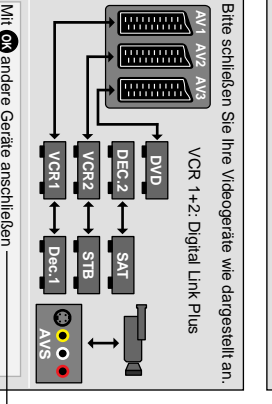 Bitte schließen Sie Ihre Videogeräte wie dargestellt an.
VCR 1+2: Digital Link Plus
AV1
AV2
AV3
DVD
DEC.2
SAT
VCR2
STB
VCR1
Dec.1
AVS
Mit OK andere Geräte anschließen